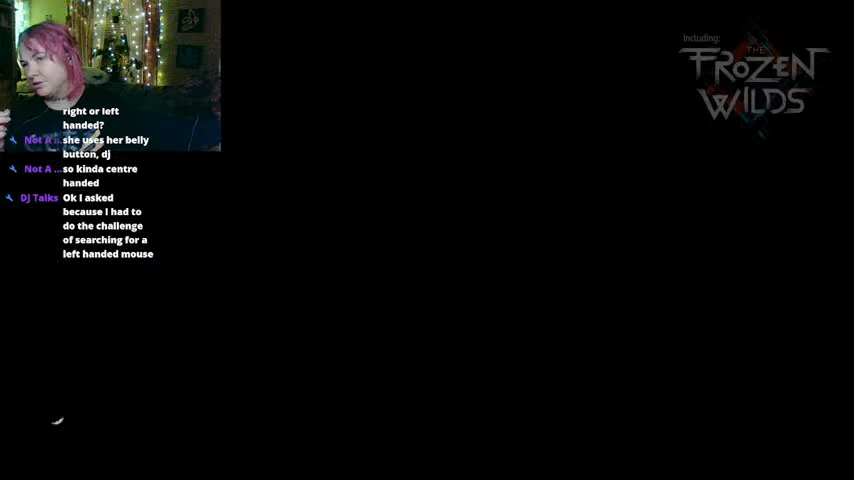 Including:
THE
FROZEN
WILDS
right or left
handed?
Not A ... she uses her belly
button, dj
Not A ... so kinda centre
handed
DJ Talks Ok I asked
because I had to
do the challenge
of searching for a
left handed mouse